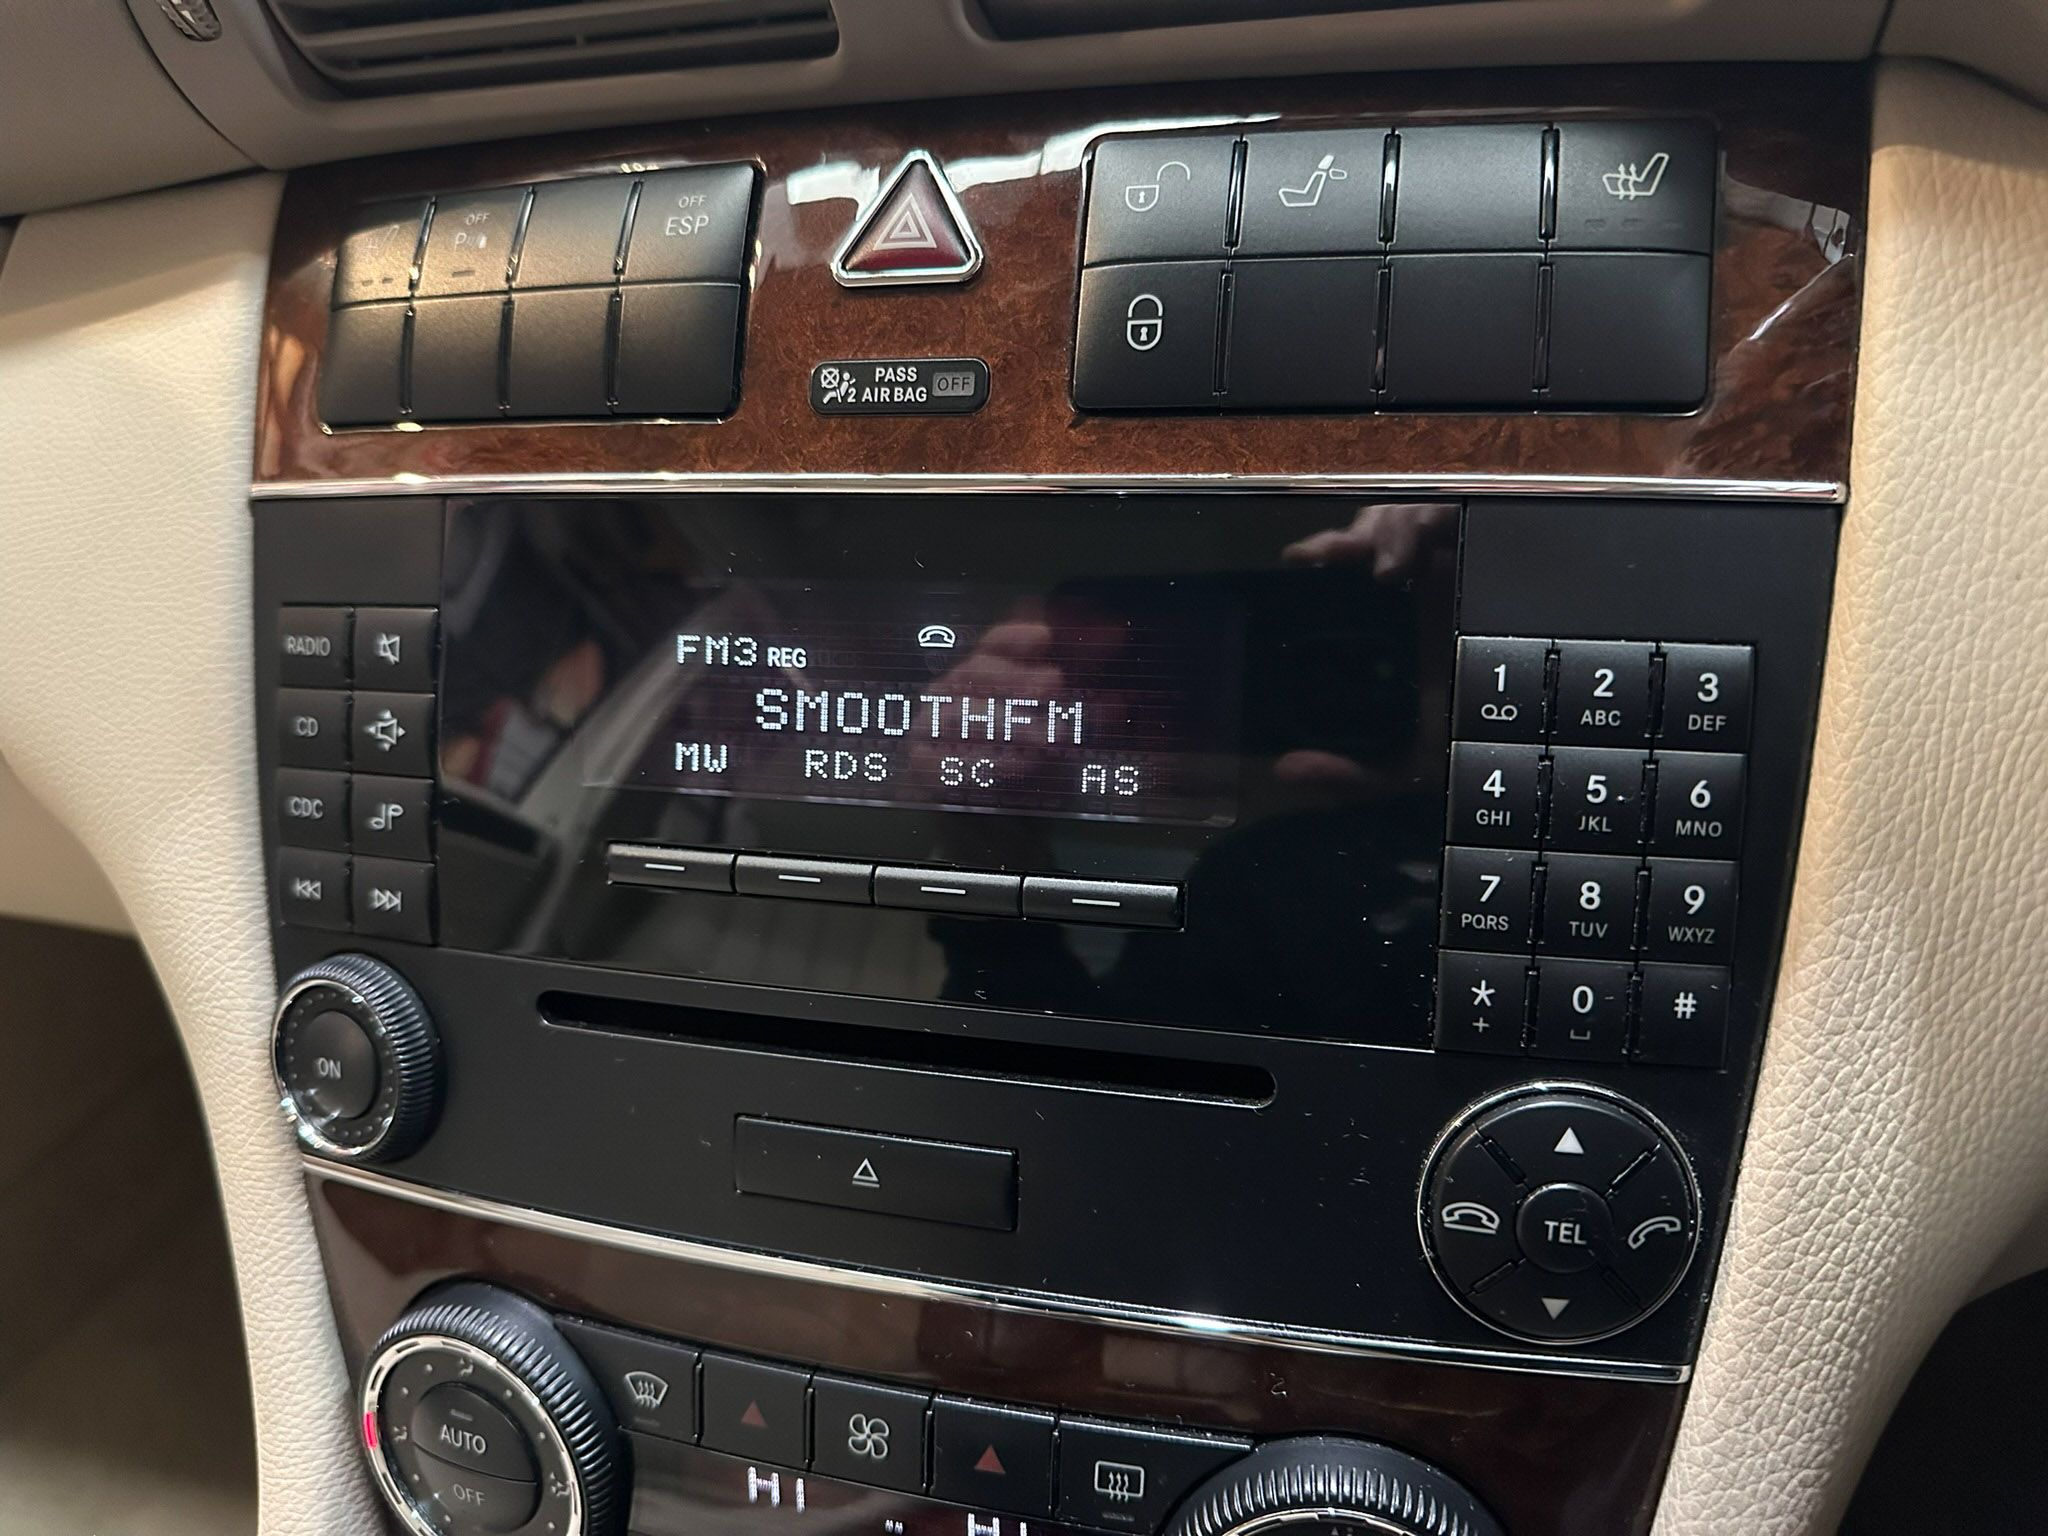 OFF
P
OFF
ESP
PASS
2 AIR BAG OFF
RADIO
CD
CDC
ON
FM3 REG
SMOOTHFM
MW RDS SC AS
1 2 3
ABC DEF
4 5 6
GHI JKL MNO
7 8 9
PQRS TUV WXYZ
* 0 #
+
TEL
AUTO
OFF
HI
HI